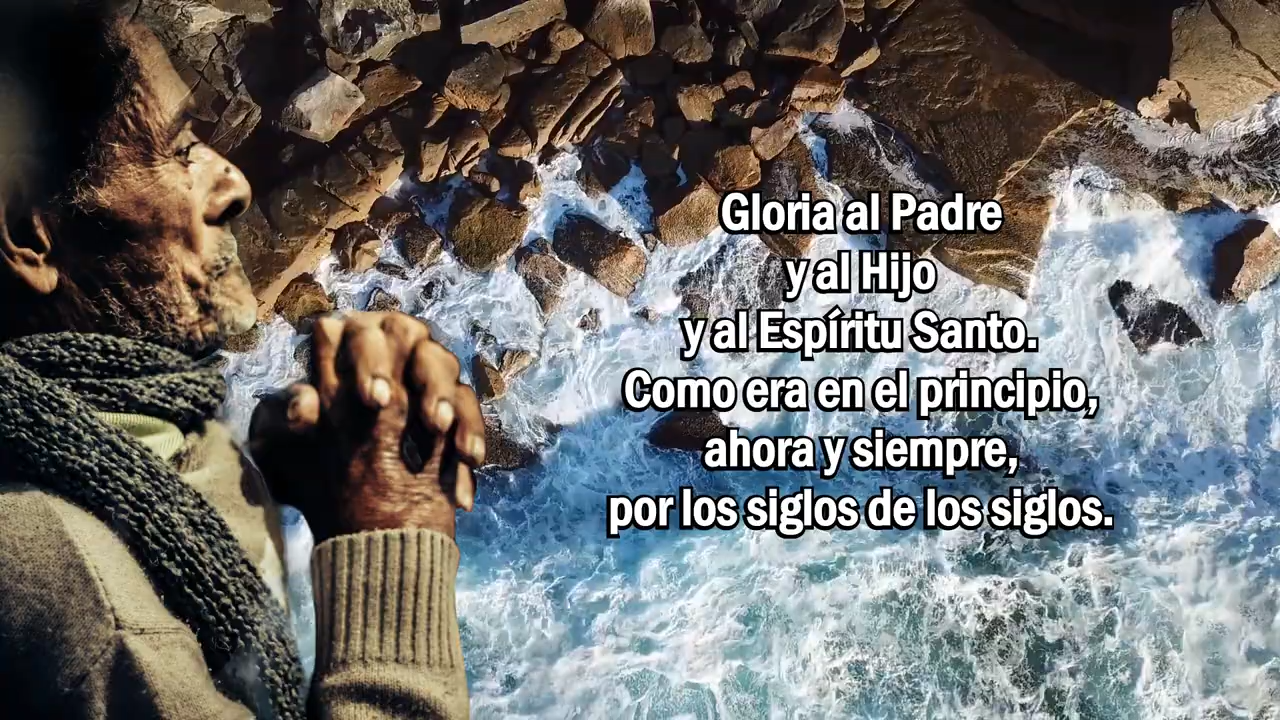 Gloria al Padre
y al Hijo
y al Espíritu Santo.
Como era en el principio,
ahora y siempre,
por los siglos de los siglos.